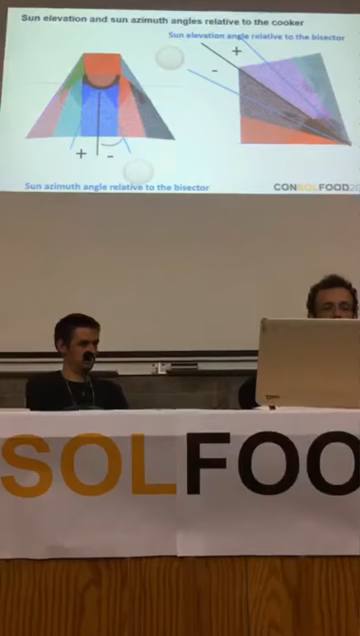 Sun elevation and sun azimuth angles relative to the cooker
Sun elevation angle relative to the bisector
+
-
+ -
Sun azimuth angle relative to the bisector
CONSOLFOOD20
SOLFOO